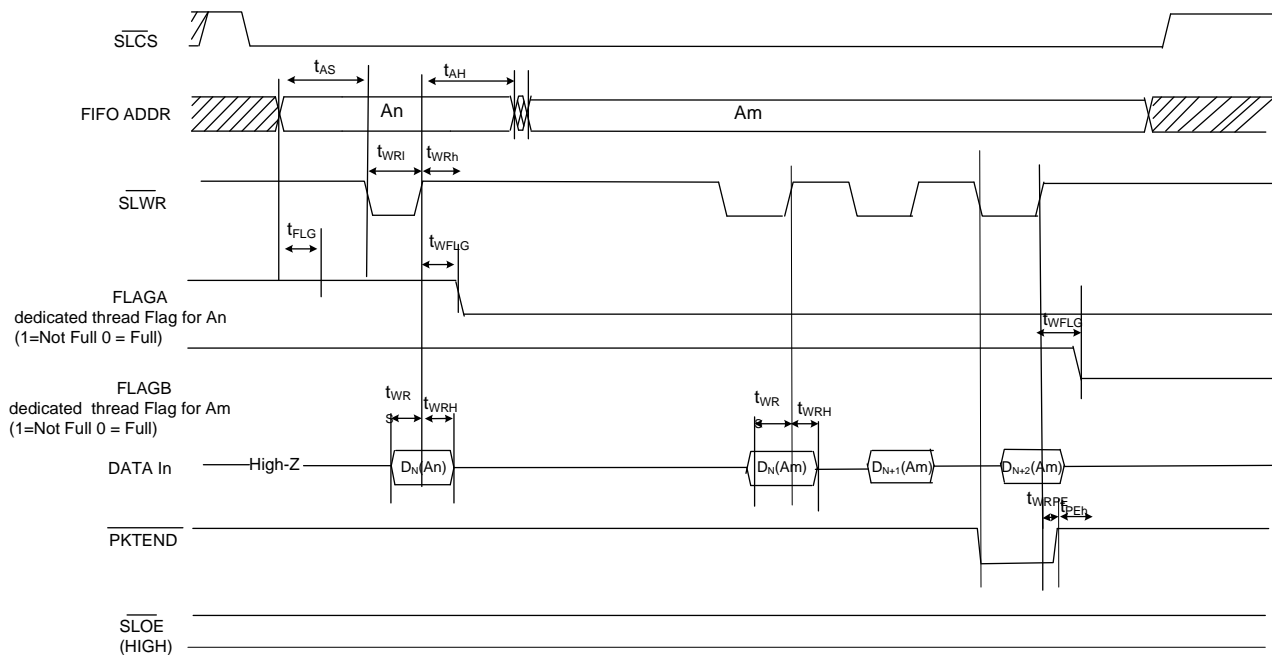 SLCS
tAS
tAH
FIFO ADDR
An
Am
tWRl
tWRh
SLWR
tFLG
tWFLG
FLAGA
dedicated thread Flag for An
(1=Not Full 0 = Full)
tWFLG
FLAGB
dedicated thread Flag for Am
(1=Not Full 0 = Full)
tWR
S
tWRH
tWR
S
tWRH
DATA In
High-Z
DN(An)
DN(Am)
DN+1(Am)
DN+2(Am)
tWRPE
tPEh
PKTEND
SLOE
(HIGH)